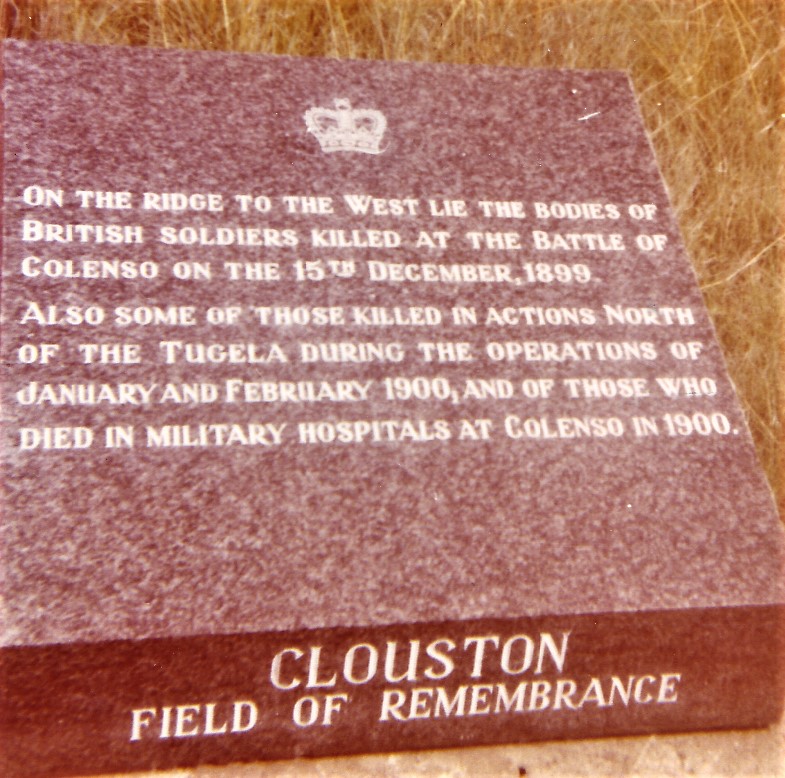 On the ridge to the West lie the bodies of
British soldiers killed at the Battle of
Colenso on the 15th December, 1899.
Also some of those killed in actions North
of the Tugela during the operations of
January and February 1900, and of those who
died in military hospitals at Colenso in 1900.
CLOUSTON
FIELD OF REMEMBRANCE